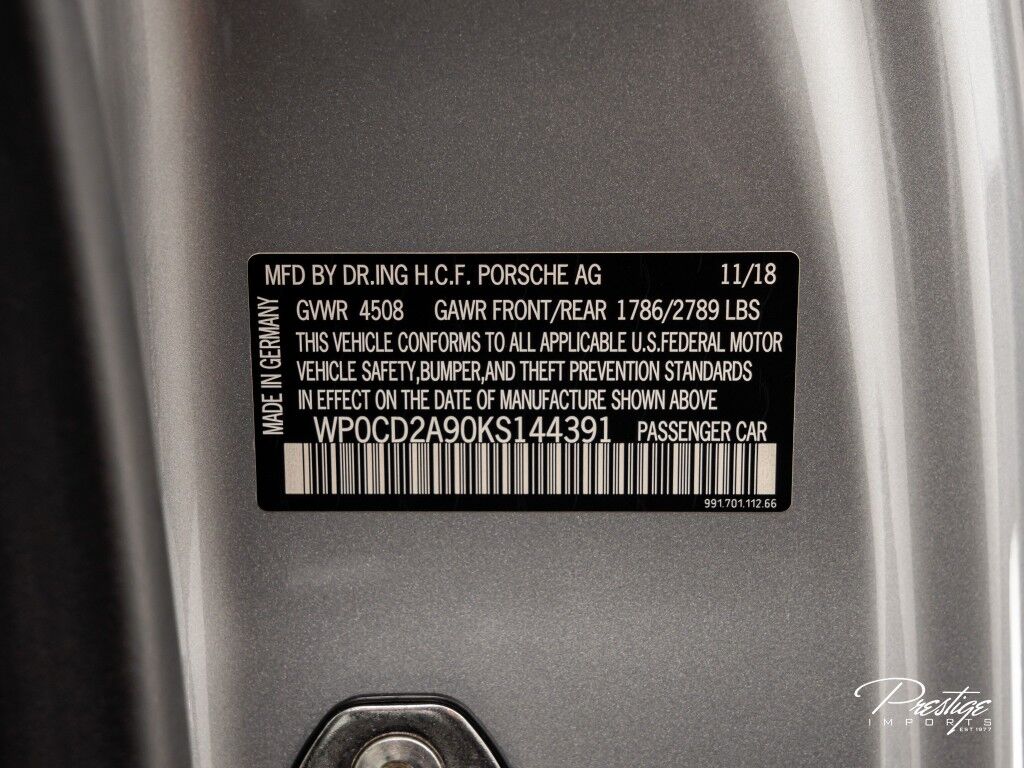 MFD BY DR.ING H.C.F. PORSCHE AG 11/18
MADE IN GERMANY
GVWR 4508 GAWR FRONT/REAR 1786/2789 LBS
THIS VEHICLE CONFORMS TO ALL APPLICABLE U.S.FEDERAL MOTOR
VEHICLE SAFETY,BUMPER,AND THEFT PREVENTION STANDARDS
IN EFFECT ON THE DATE OF MANUFACTURE SHOWN ABOVE
WP0CD2A90KS144391 PASSENGER CAR
991.701.112.66
Prestige
IMPORTS
EST 1977